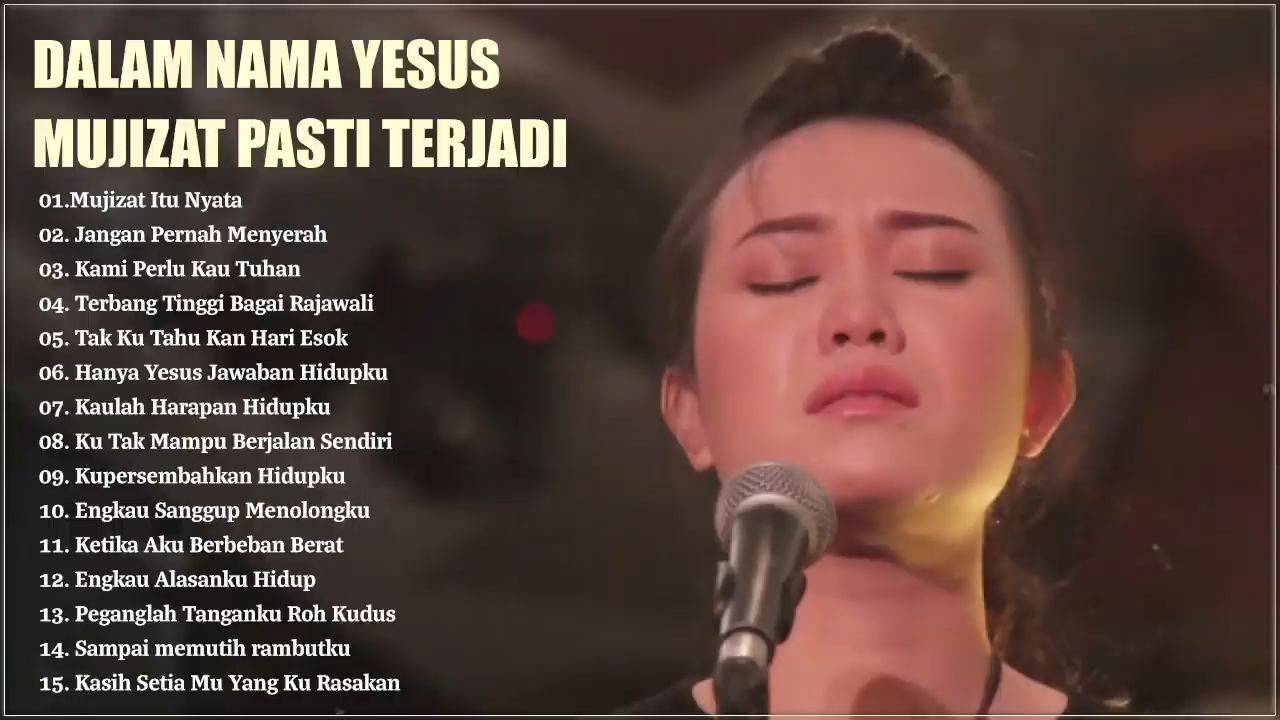 DALAM NAMA YESUS
MUJIZAT PASTI TERJADI
01.Mujizat Itu Nyata
02. Jangan Pernah Menyerah
03. Kami Perlu Kau Tuhan
04. Terbang Tinggi Bagai Rajawali
05. Tak Ku Tahu Kan Hari Esok
06. Hanya Yesus Jawaban Hidupku
07. Kaulah Harapan Hidupku
08. Ku Tak Mampu Berjalan Sendiri
09. Kupersembahkan Hidupku
10. Engkau Sanggup Menolongku
11. Ketika Aku Berbeban Berat
12. Engkau Alasanku Hidup
13. Peganglah Tanganku Roh Kudus
14. Sampai memutih rambutku
15. Kasih Setia Mu Yang Ku Rasakan